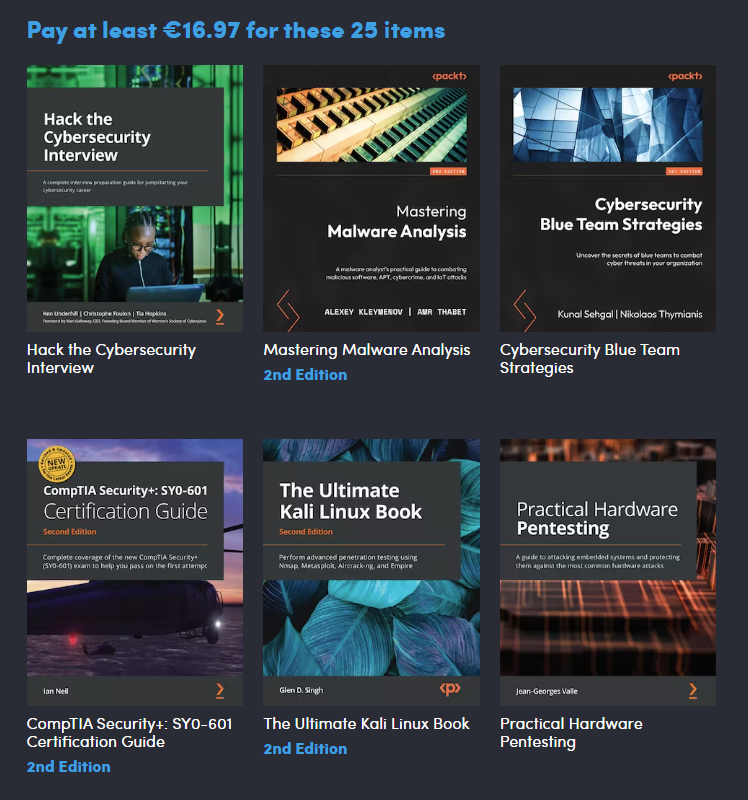 Pay at least €16.97 for these 25 items
Hack the
Cybersecurity
Interview
A complete interview preparation guide for jumpstarting your
cybersecurity career
Ken Underhill | Christophe Foulon | Tia Hopkins
Foreword by Mari Galloway, CEO, Founding Board Member of Women's Society of Cyberjutsu
Hack the Cybersecurity
Interview
<packt>
2ND EDITION
Mastering
Malware Analysis
A malware analyst's practical guide to combating
malicious software, APT, cybercrime, and IoT attacks
ALEXEY KLEYMENOV | AMR THABET
Mastering Malware Analysis
2nd Edition
<packt>
1ST EDITION
Cybersecurity
Blue Team Strategies
Uncover the secrets of blue teams to combat
cyber threats in your organization
Kunal Sehgal | Nikolaos Thymianis
Cybersecurity Blue Team
Strategies
NEW
UPDATE
CompTIA Security+: SY0-601
Certification Guide
Second Edition
Complete coverage of the new CompTIA Security+
(SY0-601) exam to help you pass on the first attempt
Ian Neil
CompTIA Security+: SY0-601
Certification Guide
2nd Edition
The Ultimate
Kali Linux Book
Second Edition
Perform advanced penetration testing using
Nmap, Metasploit, Aircrack-ng, and Empire
Glen D. Singh
<p>
The Ultimate Kali Linux Book
2nd Edition
Practical Hardware
Pentesting
A guide to attacking embedded systems and protecting
them against the most common hardware attacks
Jean-Georges Valle
Practical Hardware
Pentesting